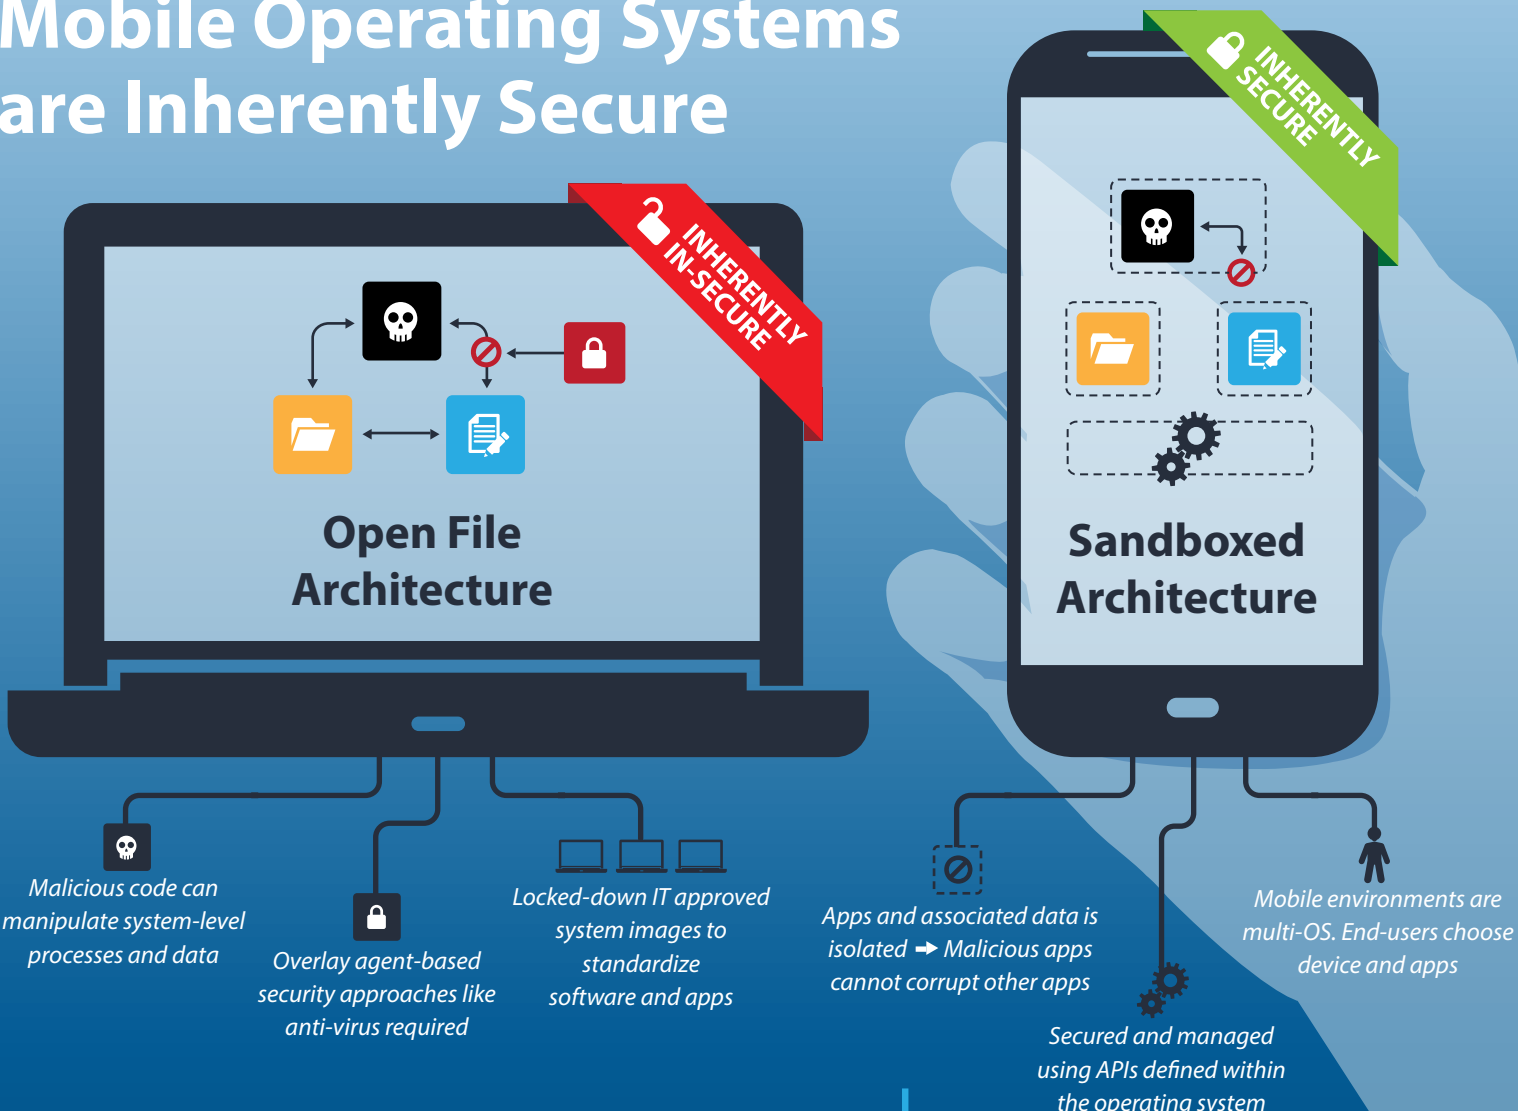 Mobile Operating Systems
are Inherently Secure
INHERENTLY
IN-SECURE
Open File
Architecture
Malicious code can
manipulate system-level
processes and data
Overlay agent-based
security approaches like
anti-virus required
Locked-down IT approved
system images to
standardize
software and apps
INHERENTLY
SECURE
Sandboxed
Architecture
Apps and associated data is
isolated ➔ Malicious apps
cannot corrupt other apps
Secured and managed
using APIs defined within
the operating system
Mobile environments are
multi-OS. End-users choose
device and apps